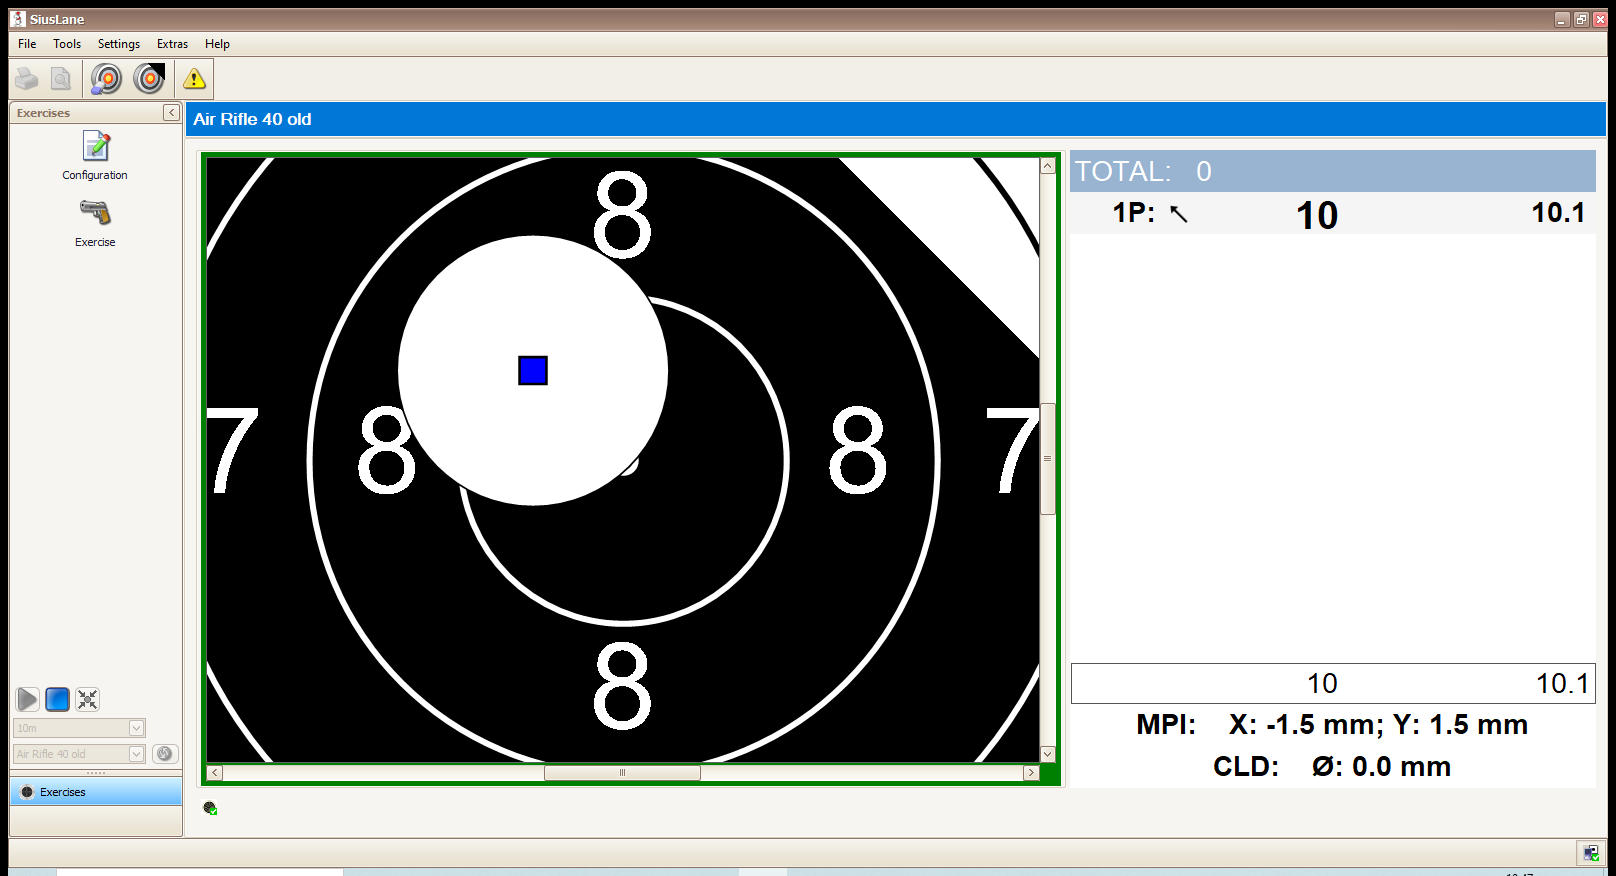 SiusLane
File Tools Settings Extras Help
Exercises
Configuration
Exercise
10m
Air Rifle 40 old
Exercises
Air Rifle 40 old
8
7 8 8 7
8
TOTAL: 0
1P: ↖ 10 10.1
10 10.1
MPI: X: -1.5 mm; Y: 1.5 mm
CLD: Ø: 0.0 mm